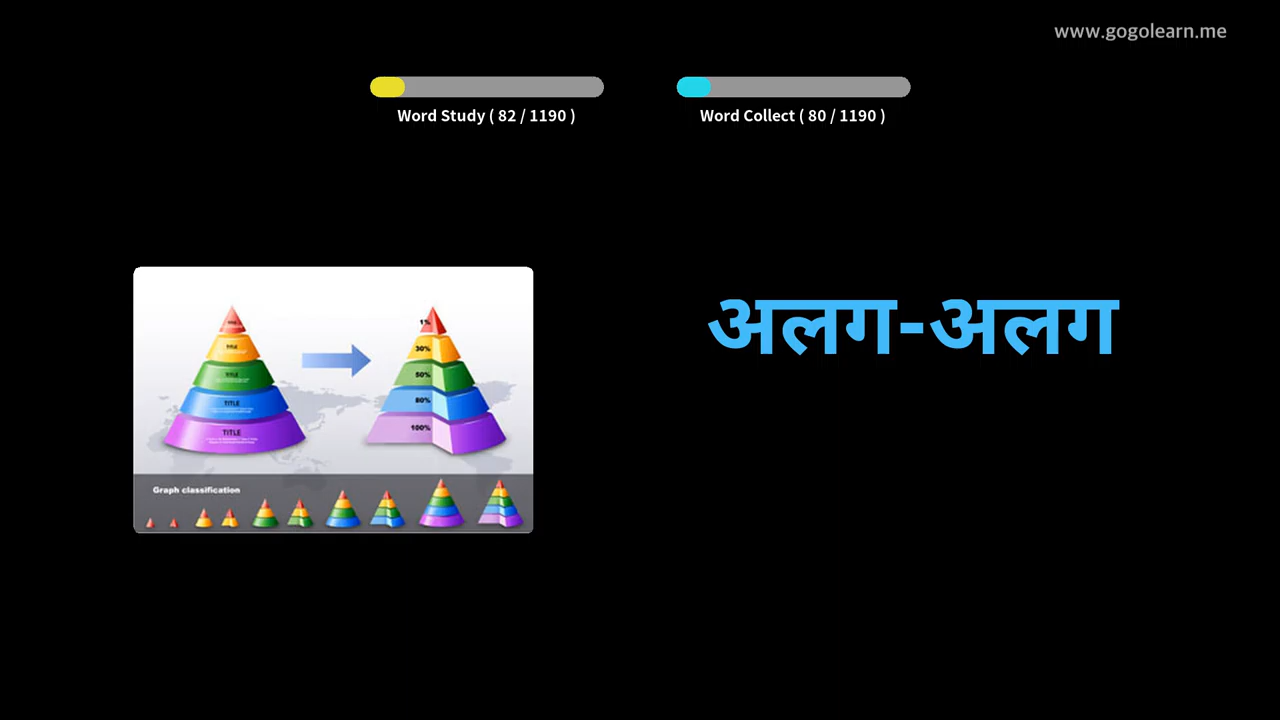 www.gogolearn.me
Word Study ( 82 / 1190 )
Word Collect ( 80 / 1190 )
अलग-अलग
TITLE
TITLE
TITLE
TITLE
1%
30%
50%
80%
100%
Graph classification